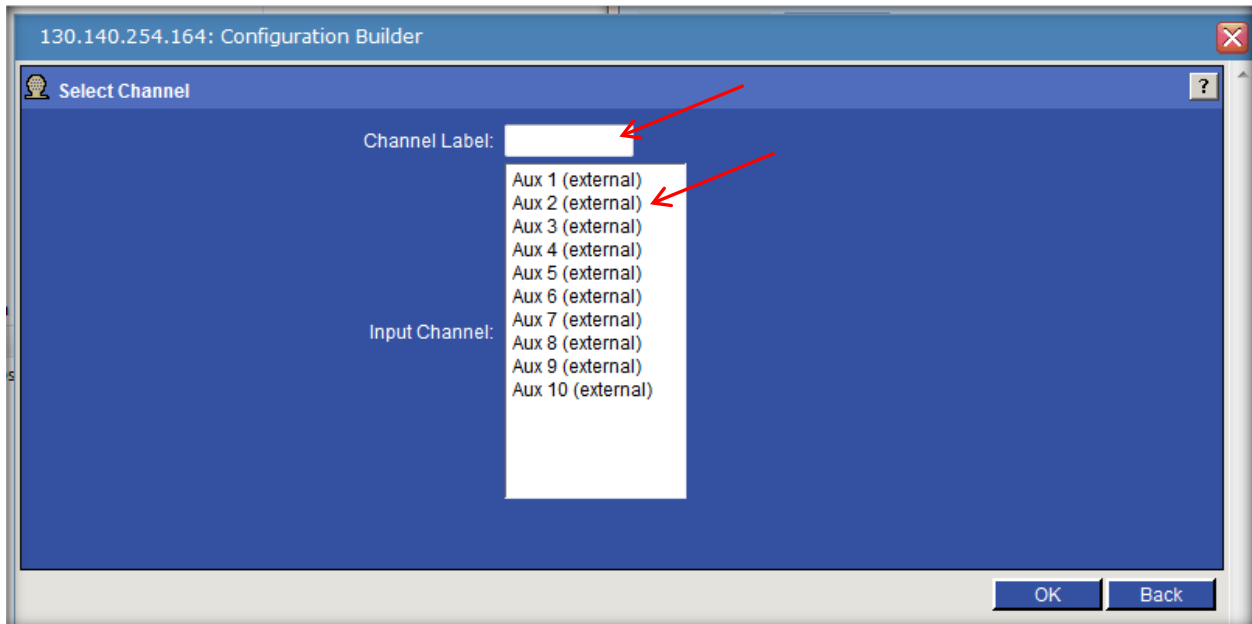 130.140.254.164: Configuration Builder
Select Channel
?
Channel Label:
Aux 1 (external)
Aux 2 (external)
Aux 3 (external)
Aux 4 (external)
Aux 5 (external)
Aux 6 (external)
Input Channel:
Aux 7 (external)
Aux 8 (external)
Aux 9 (external)
Aux 10 (external)
OK
Back